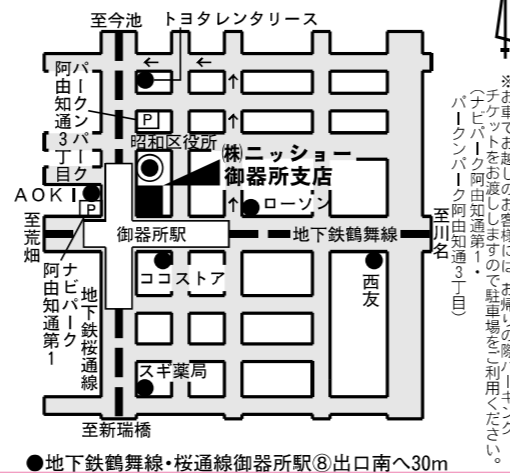 至今池
トヨタレンタリース
パークンパーク
阿由知通3丁目
P
昭和区役所
㈱ニッショー
御器所支店
AOKI
P
ローソン
至荒畑
御器所駅
地下鉄鶴舞線
至川名
ナビパーク
阿由知通第1
地下鉄桜通線
ココストア
西友
スギ薬局
至新瑞橋
※お車でお越しのお客様には、お帰りの際パーキング
チケットをお渡ししますので駐車場をご利用ください。
(ナビパーク阿由知通第1・
パークンパーク阿由知通3丁目)
●地下鉄鶴舞線・桜通線御器所駅⑧出口南へ30m